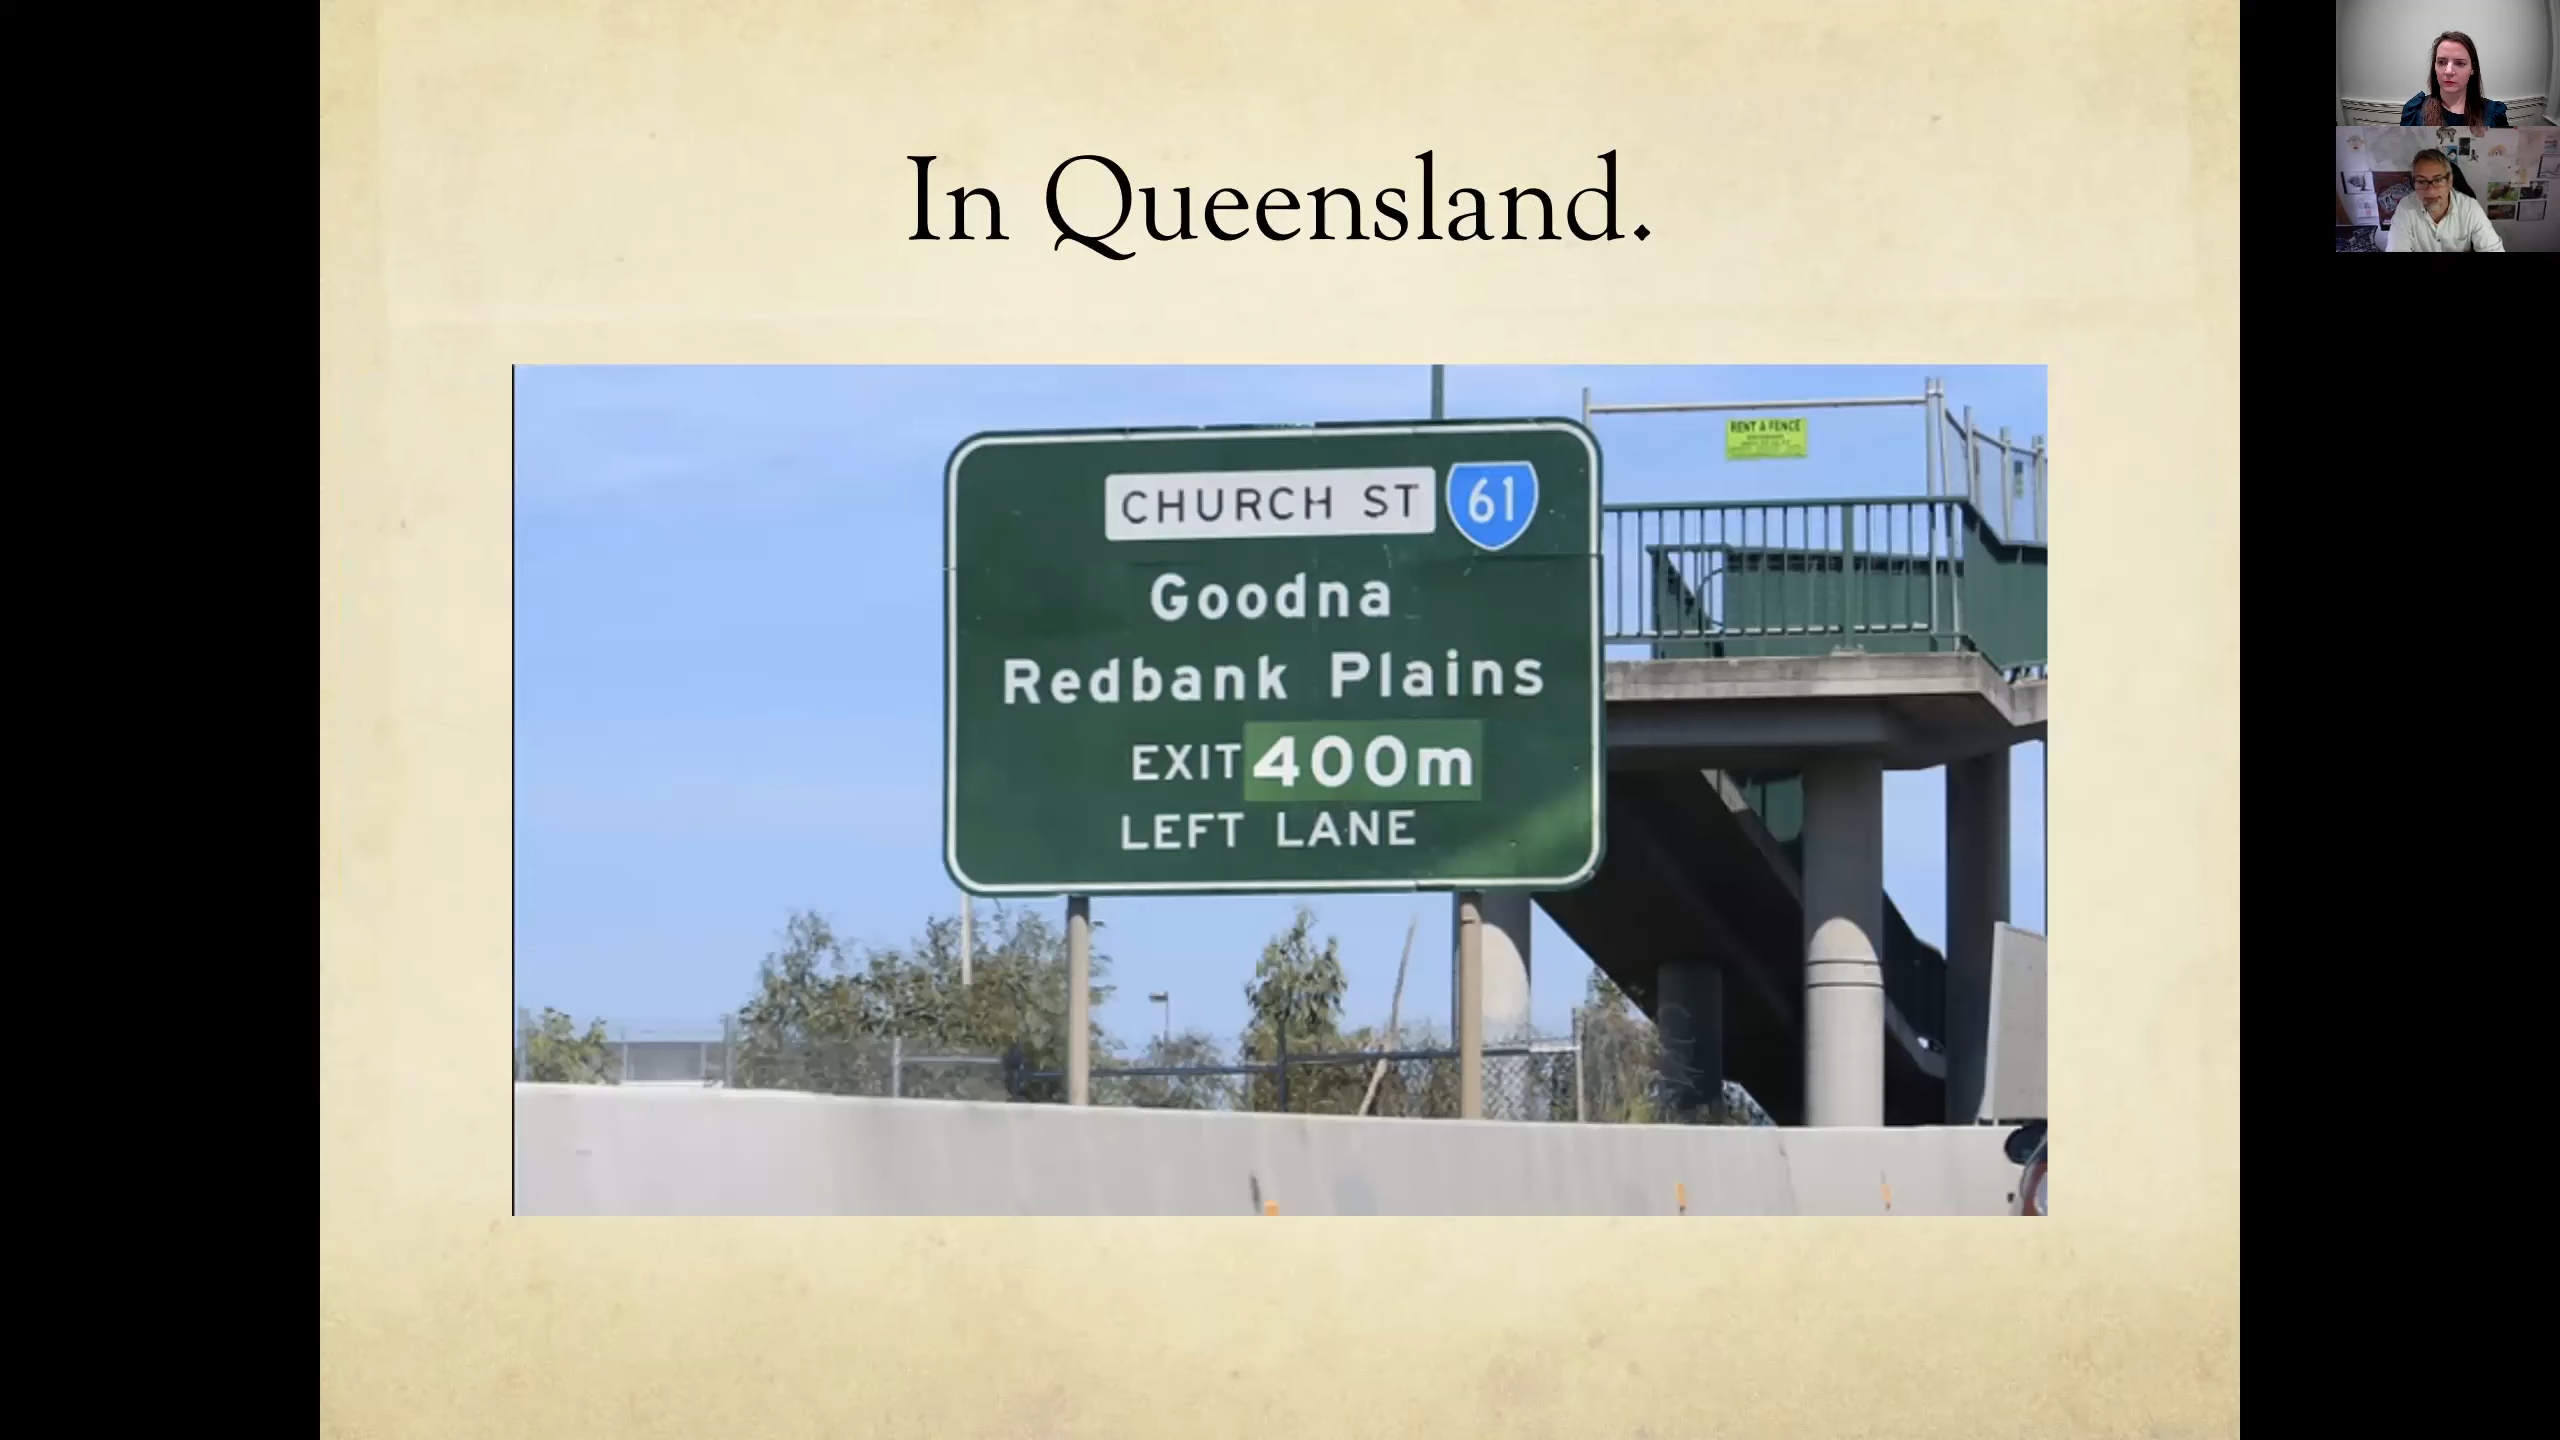 In Queensland.
CHURCH ST 61
Goodna
Redbank Plains
EXIT 400m
LEFT LANE
RENT A FENCE